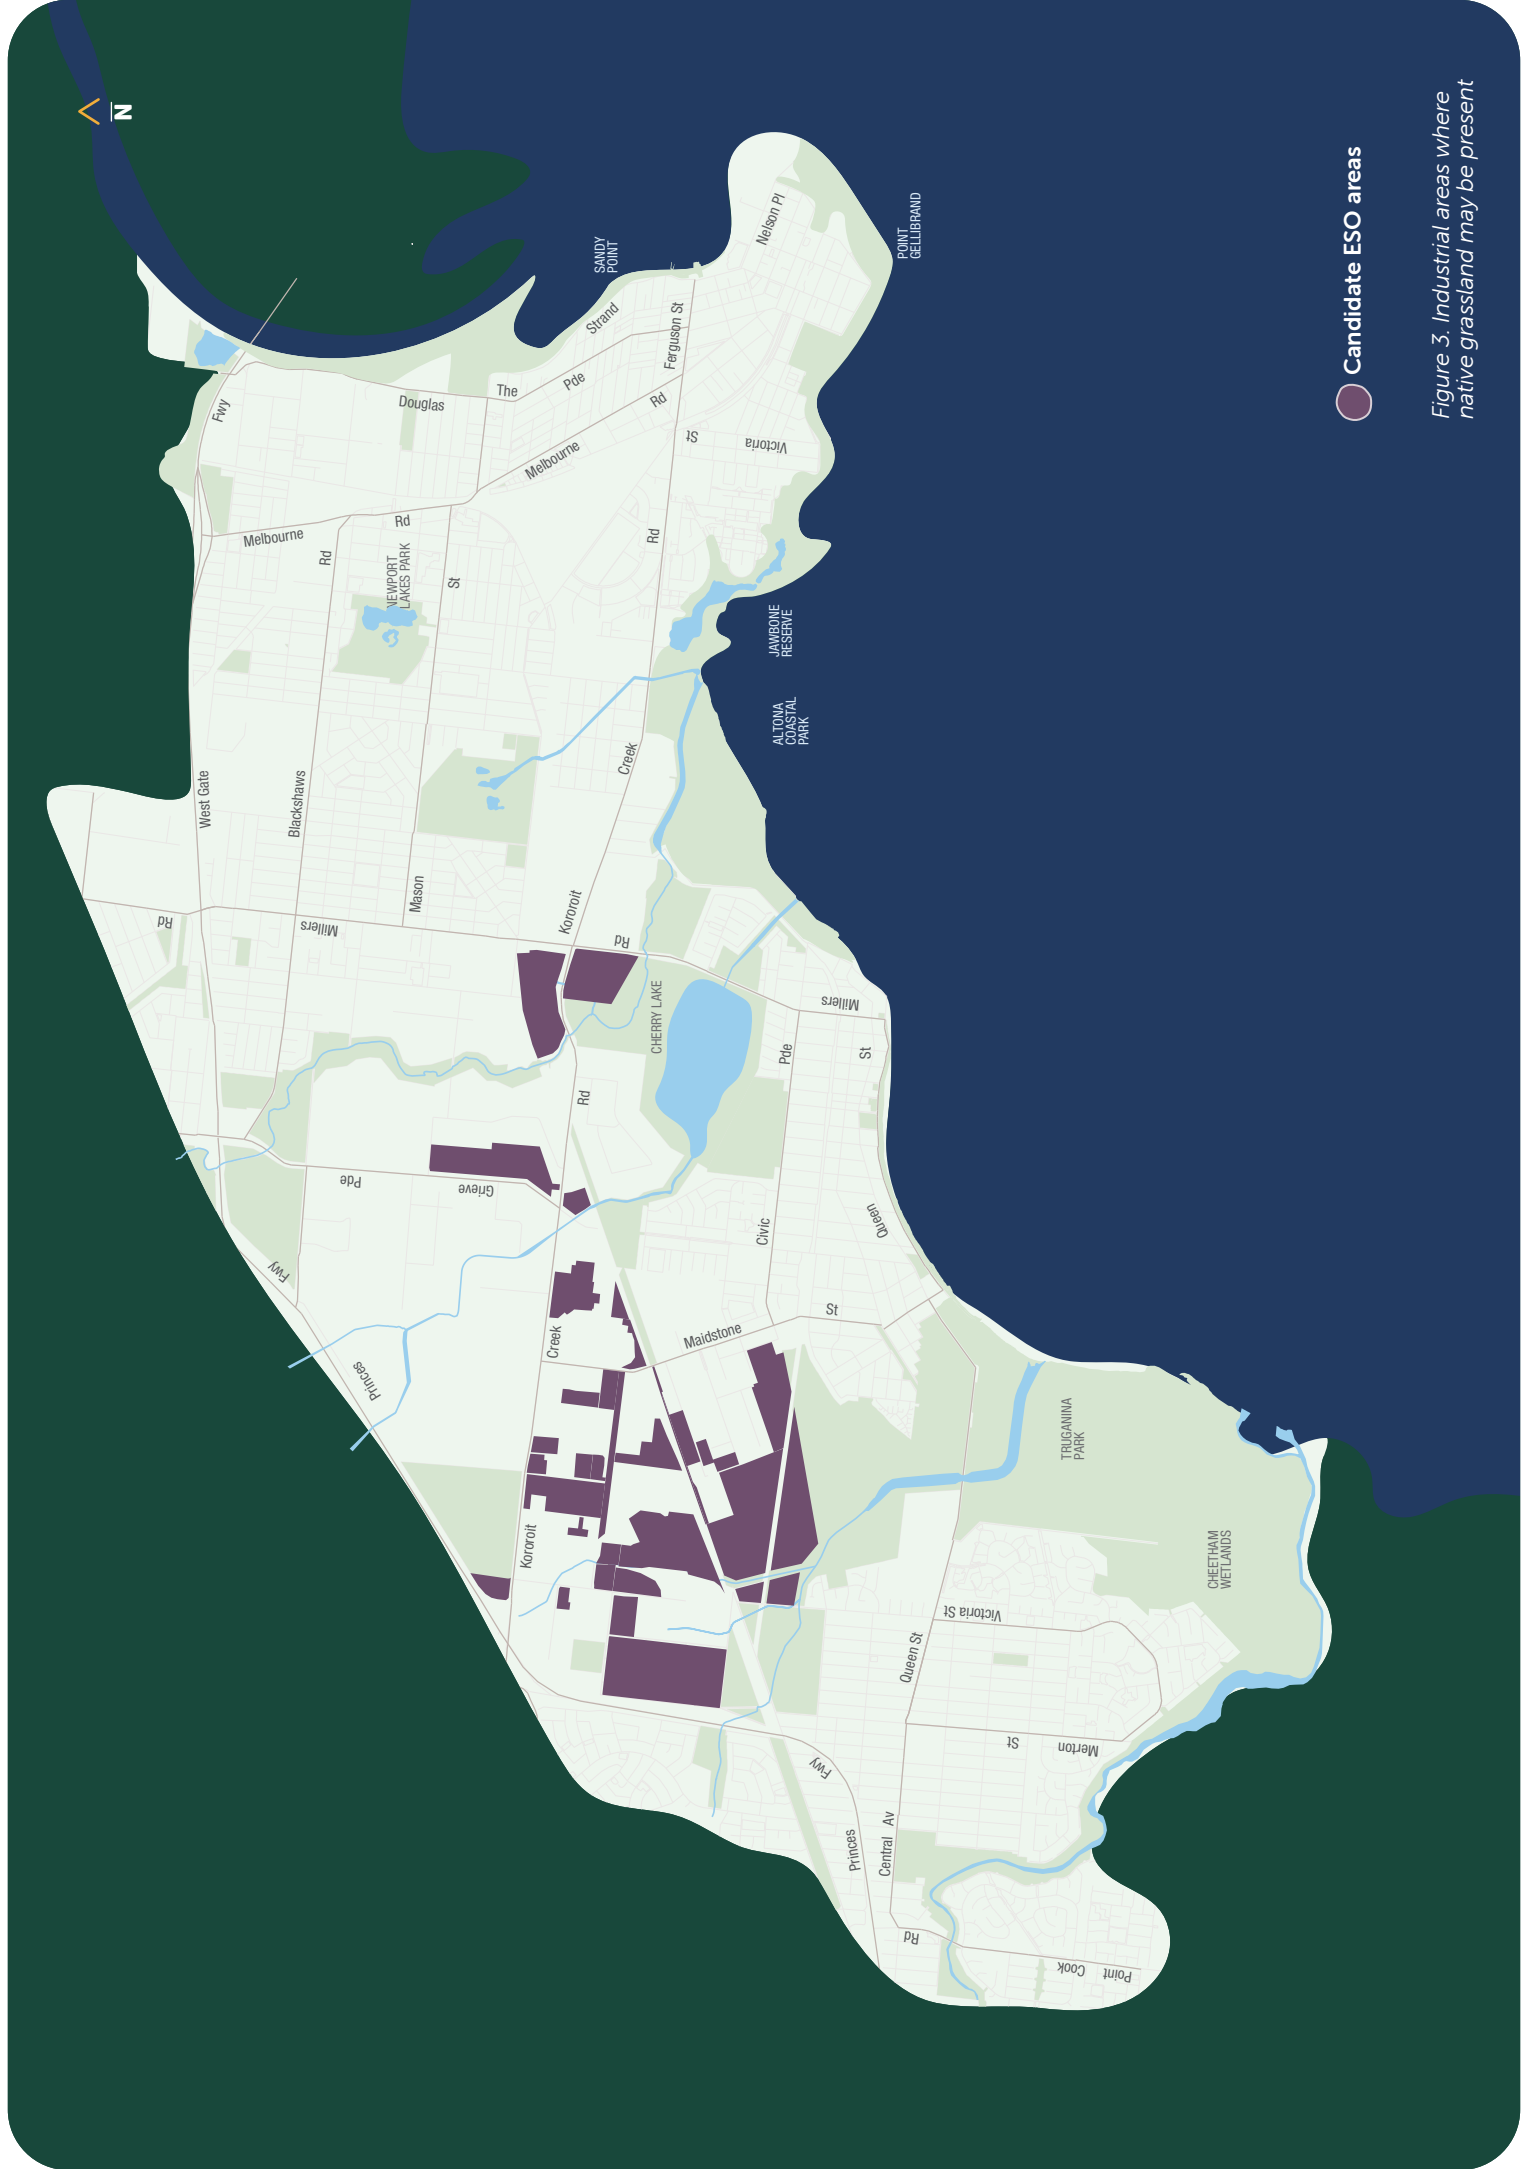 N
Candidate ESO areas
Figure 3. Industrial areas where
native grassland may be present
Princes
Fwy
Central
Av
Point
Cook
Rd
Merton
St
Queen St
Victoria St
CHEETHAM
WETLANDS
TRUGANINA
PARK
Kororoit
Creek
Rd
Kororoit
Creek
Rd
Princes
Fwy
Maidstone
St
Grieve
Pde
Civic
Pde
Queen
St
CHERRY LAKE
Millers
Rd
Millers
Rd
Millers
West Gate
Fwy
Blackshaws
Rd
Mason
St
NEWPORT
LAKES PARK
Melbourne
Rd
Melbourne
Rd
Douglas
Pde
The
Strand
Ferguson St
Nelson Pl
Victoria
St
SANDY
POINT
POINT
GELLIBRAND
JAWBONE
RESERVE
ALTONA
COASTAL
PARK